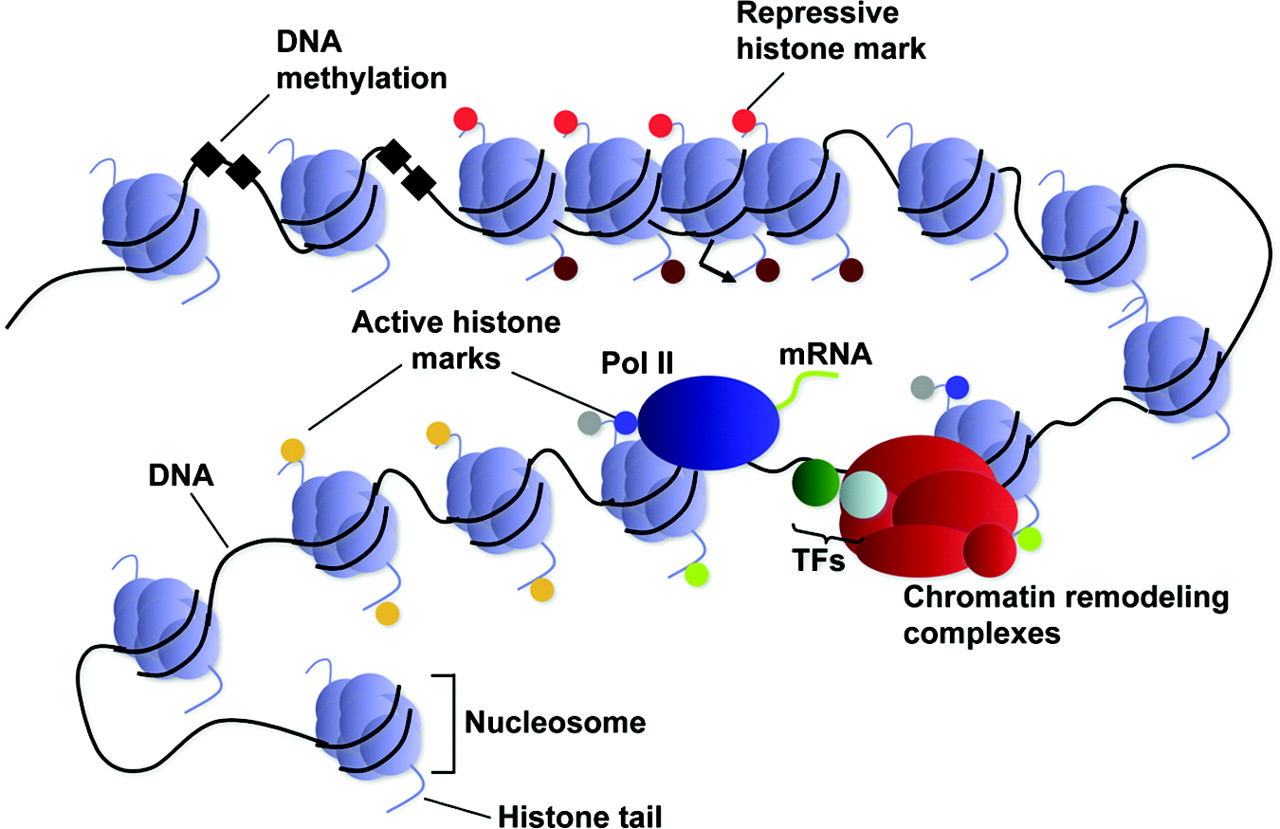 DNA
methylation
Repressive
histone mark
Active histone
marks
Pol II
mRNA
DNA
TFs
Chromatin remodeling
complexes
Nucleosome
Histone tail